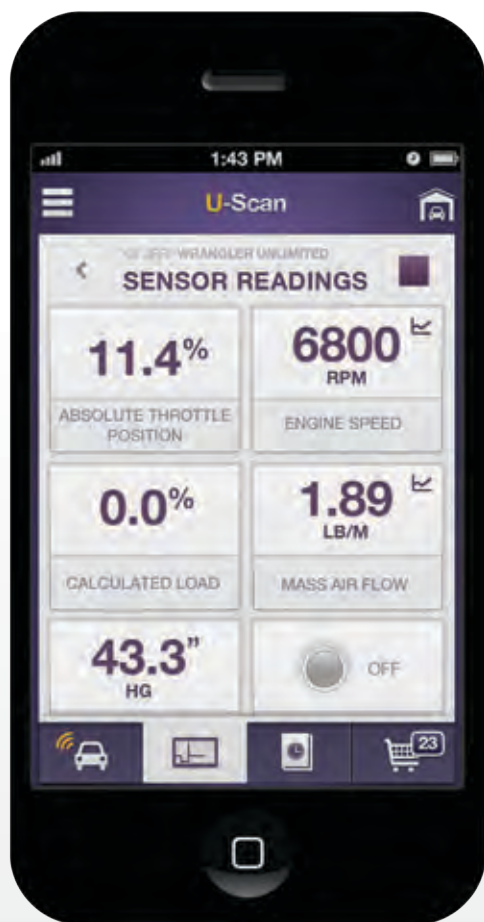 1:43 PM
U-Scan
WRANGLER UNLIMITED
SENSOR READINGS
11.4%
6800
RPM
ABSOLUTE THROTTLE
POSITION
ENGINE SPEED
0.0%
1.89
LB/M
CALCULATED LOAD
MASS AIR FLOW
43.3”
HG
OFF
23